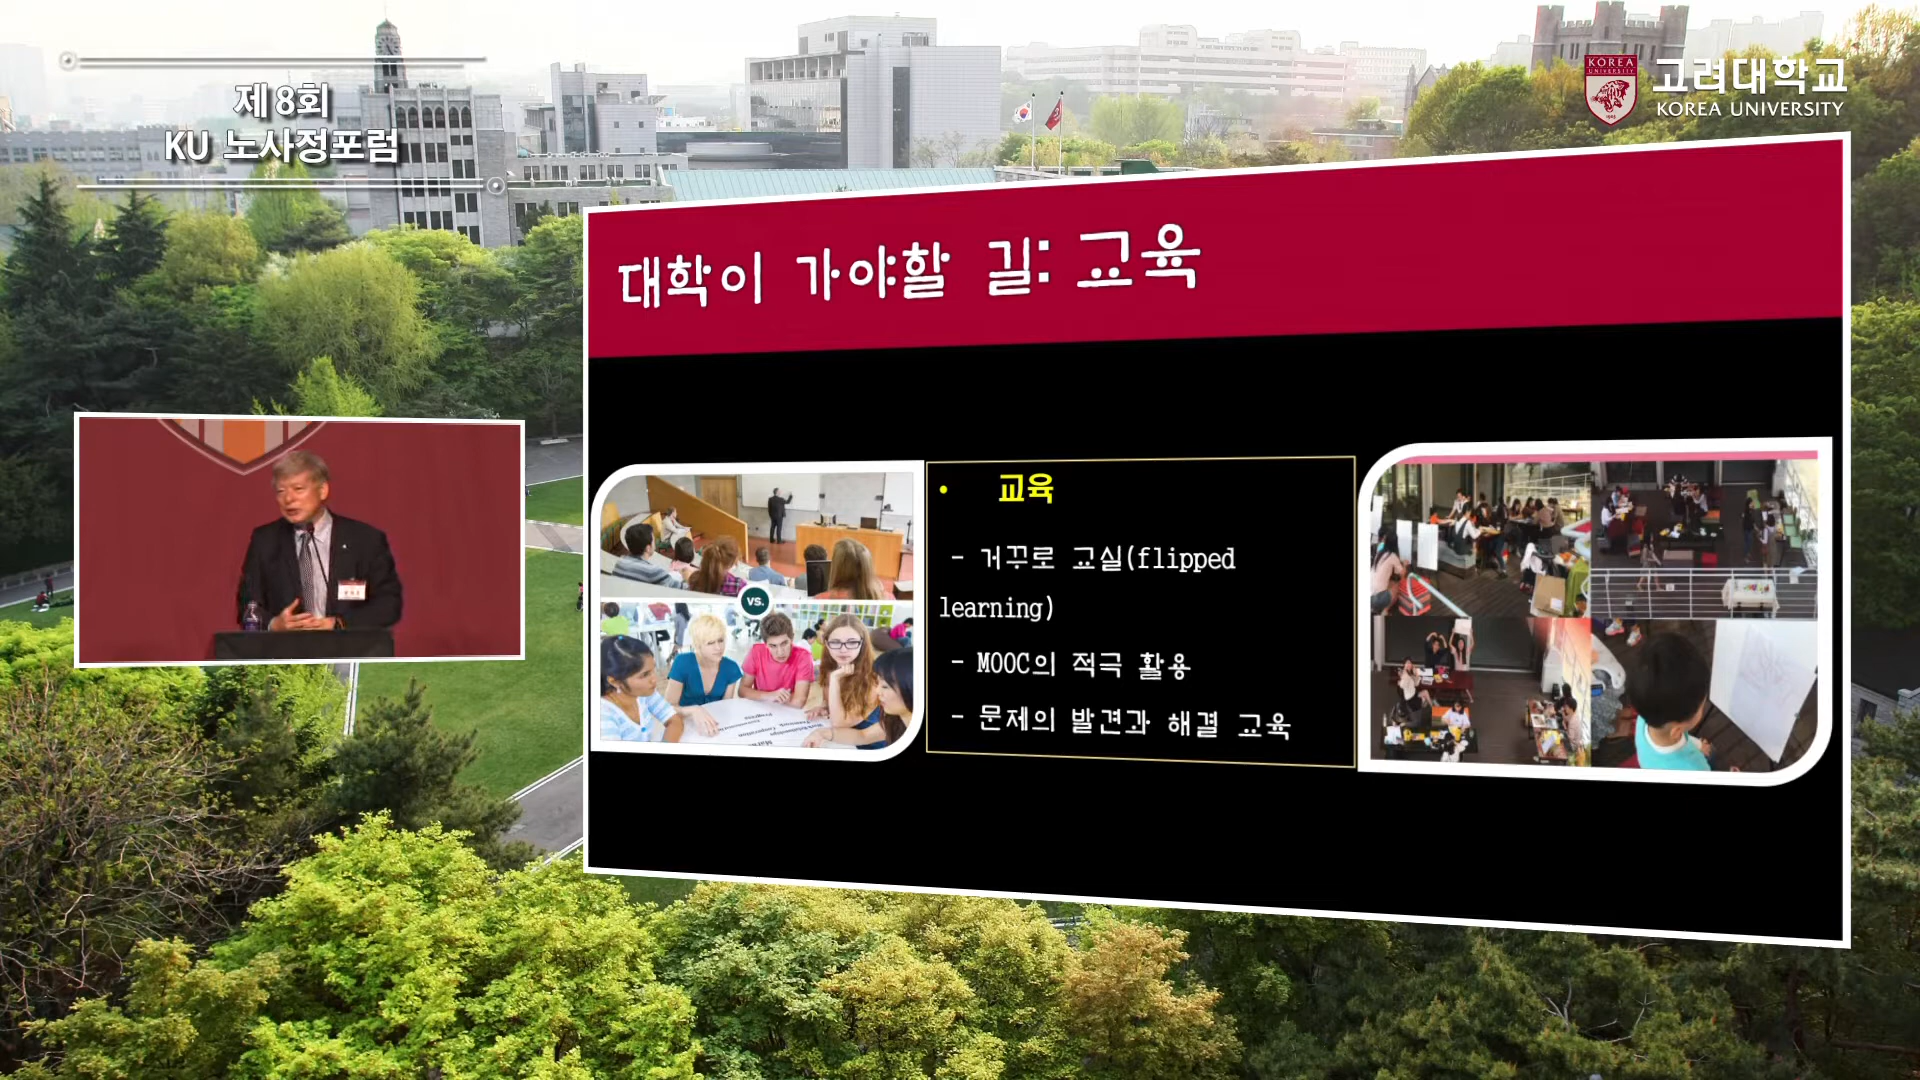 제8회
KU 노사정포럼
KOREA
UNIVERSITY
고려대학교
KOREA UNIVERSITY
대학이 가야할 길: 교육
vs.
• 교육
- 거꾸로 교실(flipped
learning)
- MOOC의 적극 활용
- 문제의 발견과 해결 교육